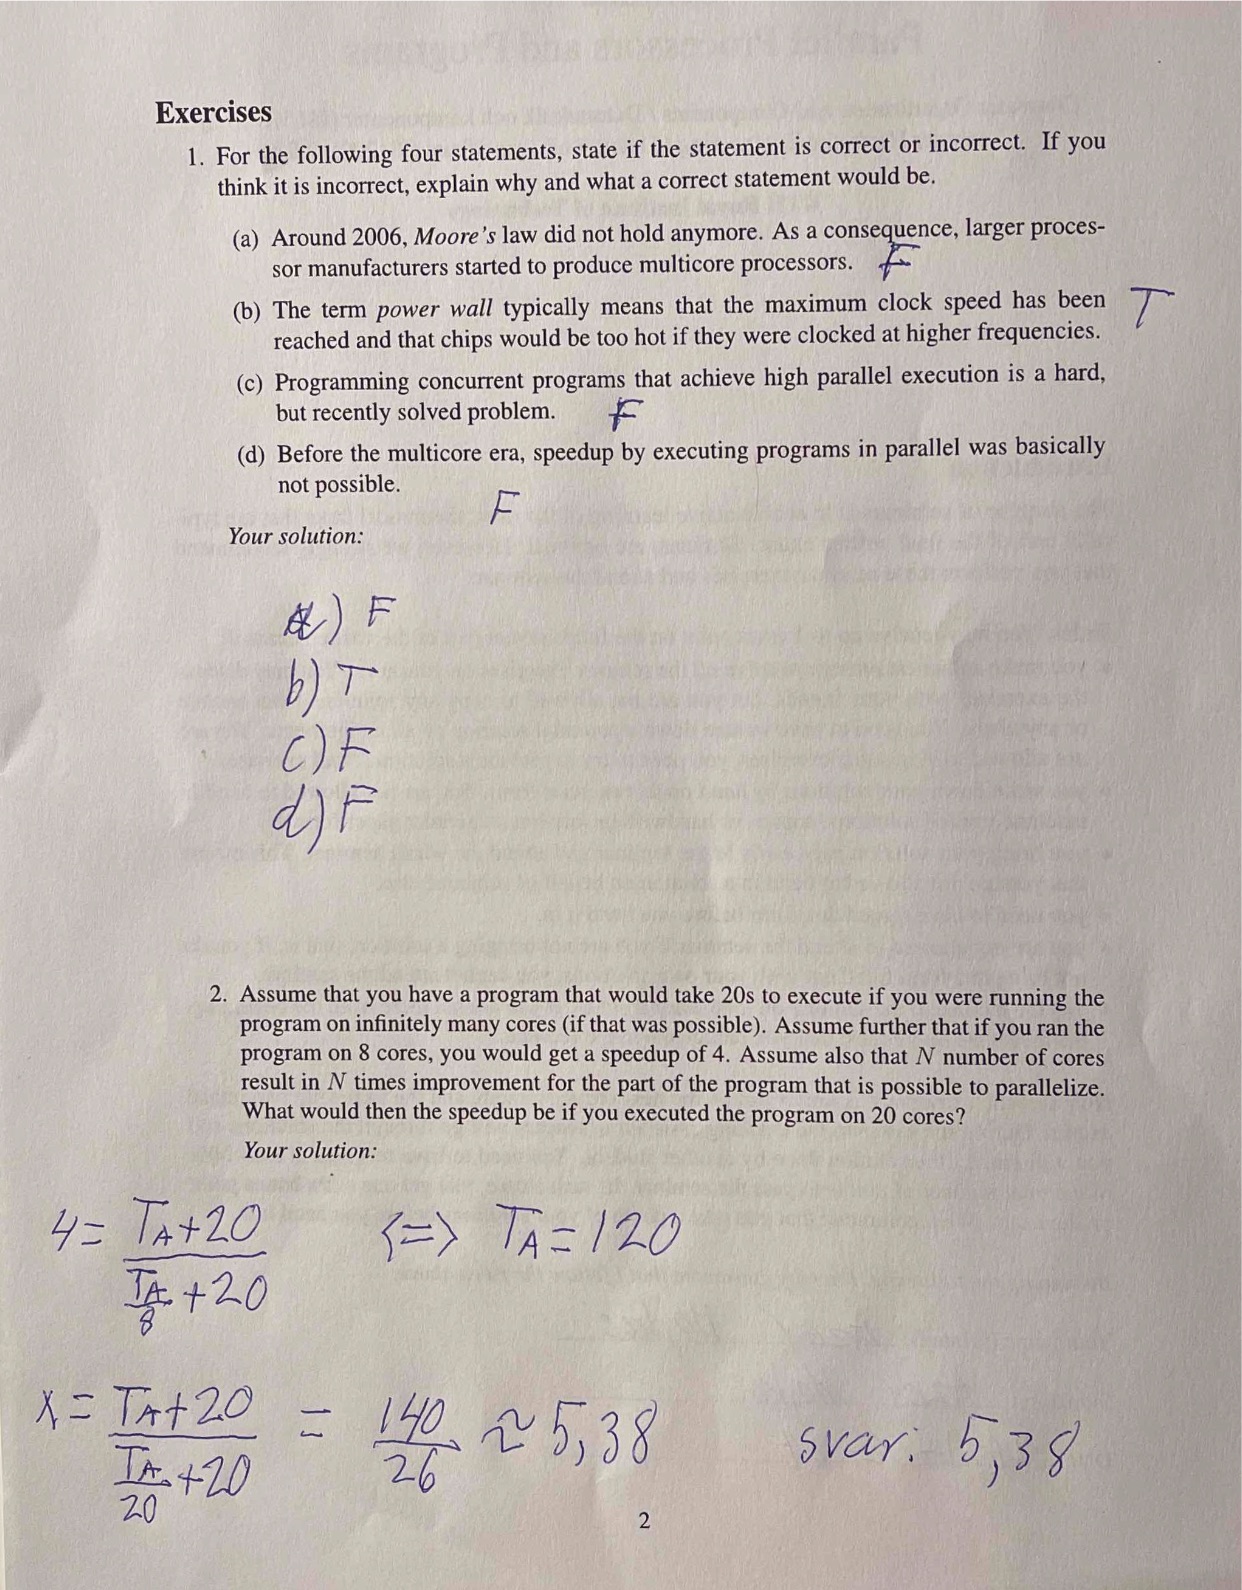 Exercises
1. For the following four statements, state if the statement is correct or incorrect. If you
think it is incorrect, explain why and what a correct statement would be.
(a) Around 2006, Moore's law did not hold anymore. As a consequence, larger proces-
sor manufacturers started to produce multicore processors. F
(b) The term power wall typically means that the maximum clock speed has been T
reached and that chips would be too hot if they were clocked at higher frequencies.
(c) Programming concurrent programs that achieve high parallel execution is a hard,
but recently solved problem. F
(d) Before the multicore era, speedup by executing programs in parallel was basically
not possible. F
Your solution:
a) F
b) T
c) F
d) F
2. Assume that you have a program that would take 20s to execute if you were running the
program on infinitely many cores (if that was possible). Assume further that if you ran the
program on 8 cores, you would get a speedup of 4. Assume also that N number of cores
result in N times improvement for the part of the program that is possible to parallelize.
What would then the speedup be if you executed the program on 20 cores?
Your solution:
4 = (T_A + 20) / (T_A/8 + 20) <=> T_A = 120
x = (T_A + 20) / (T_A/20 + 20) = 140/26 ≈ 5,38 svar: 5,38
2